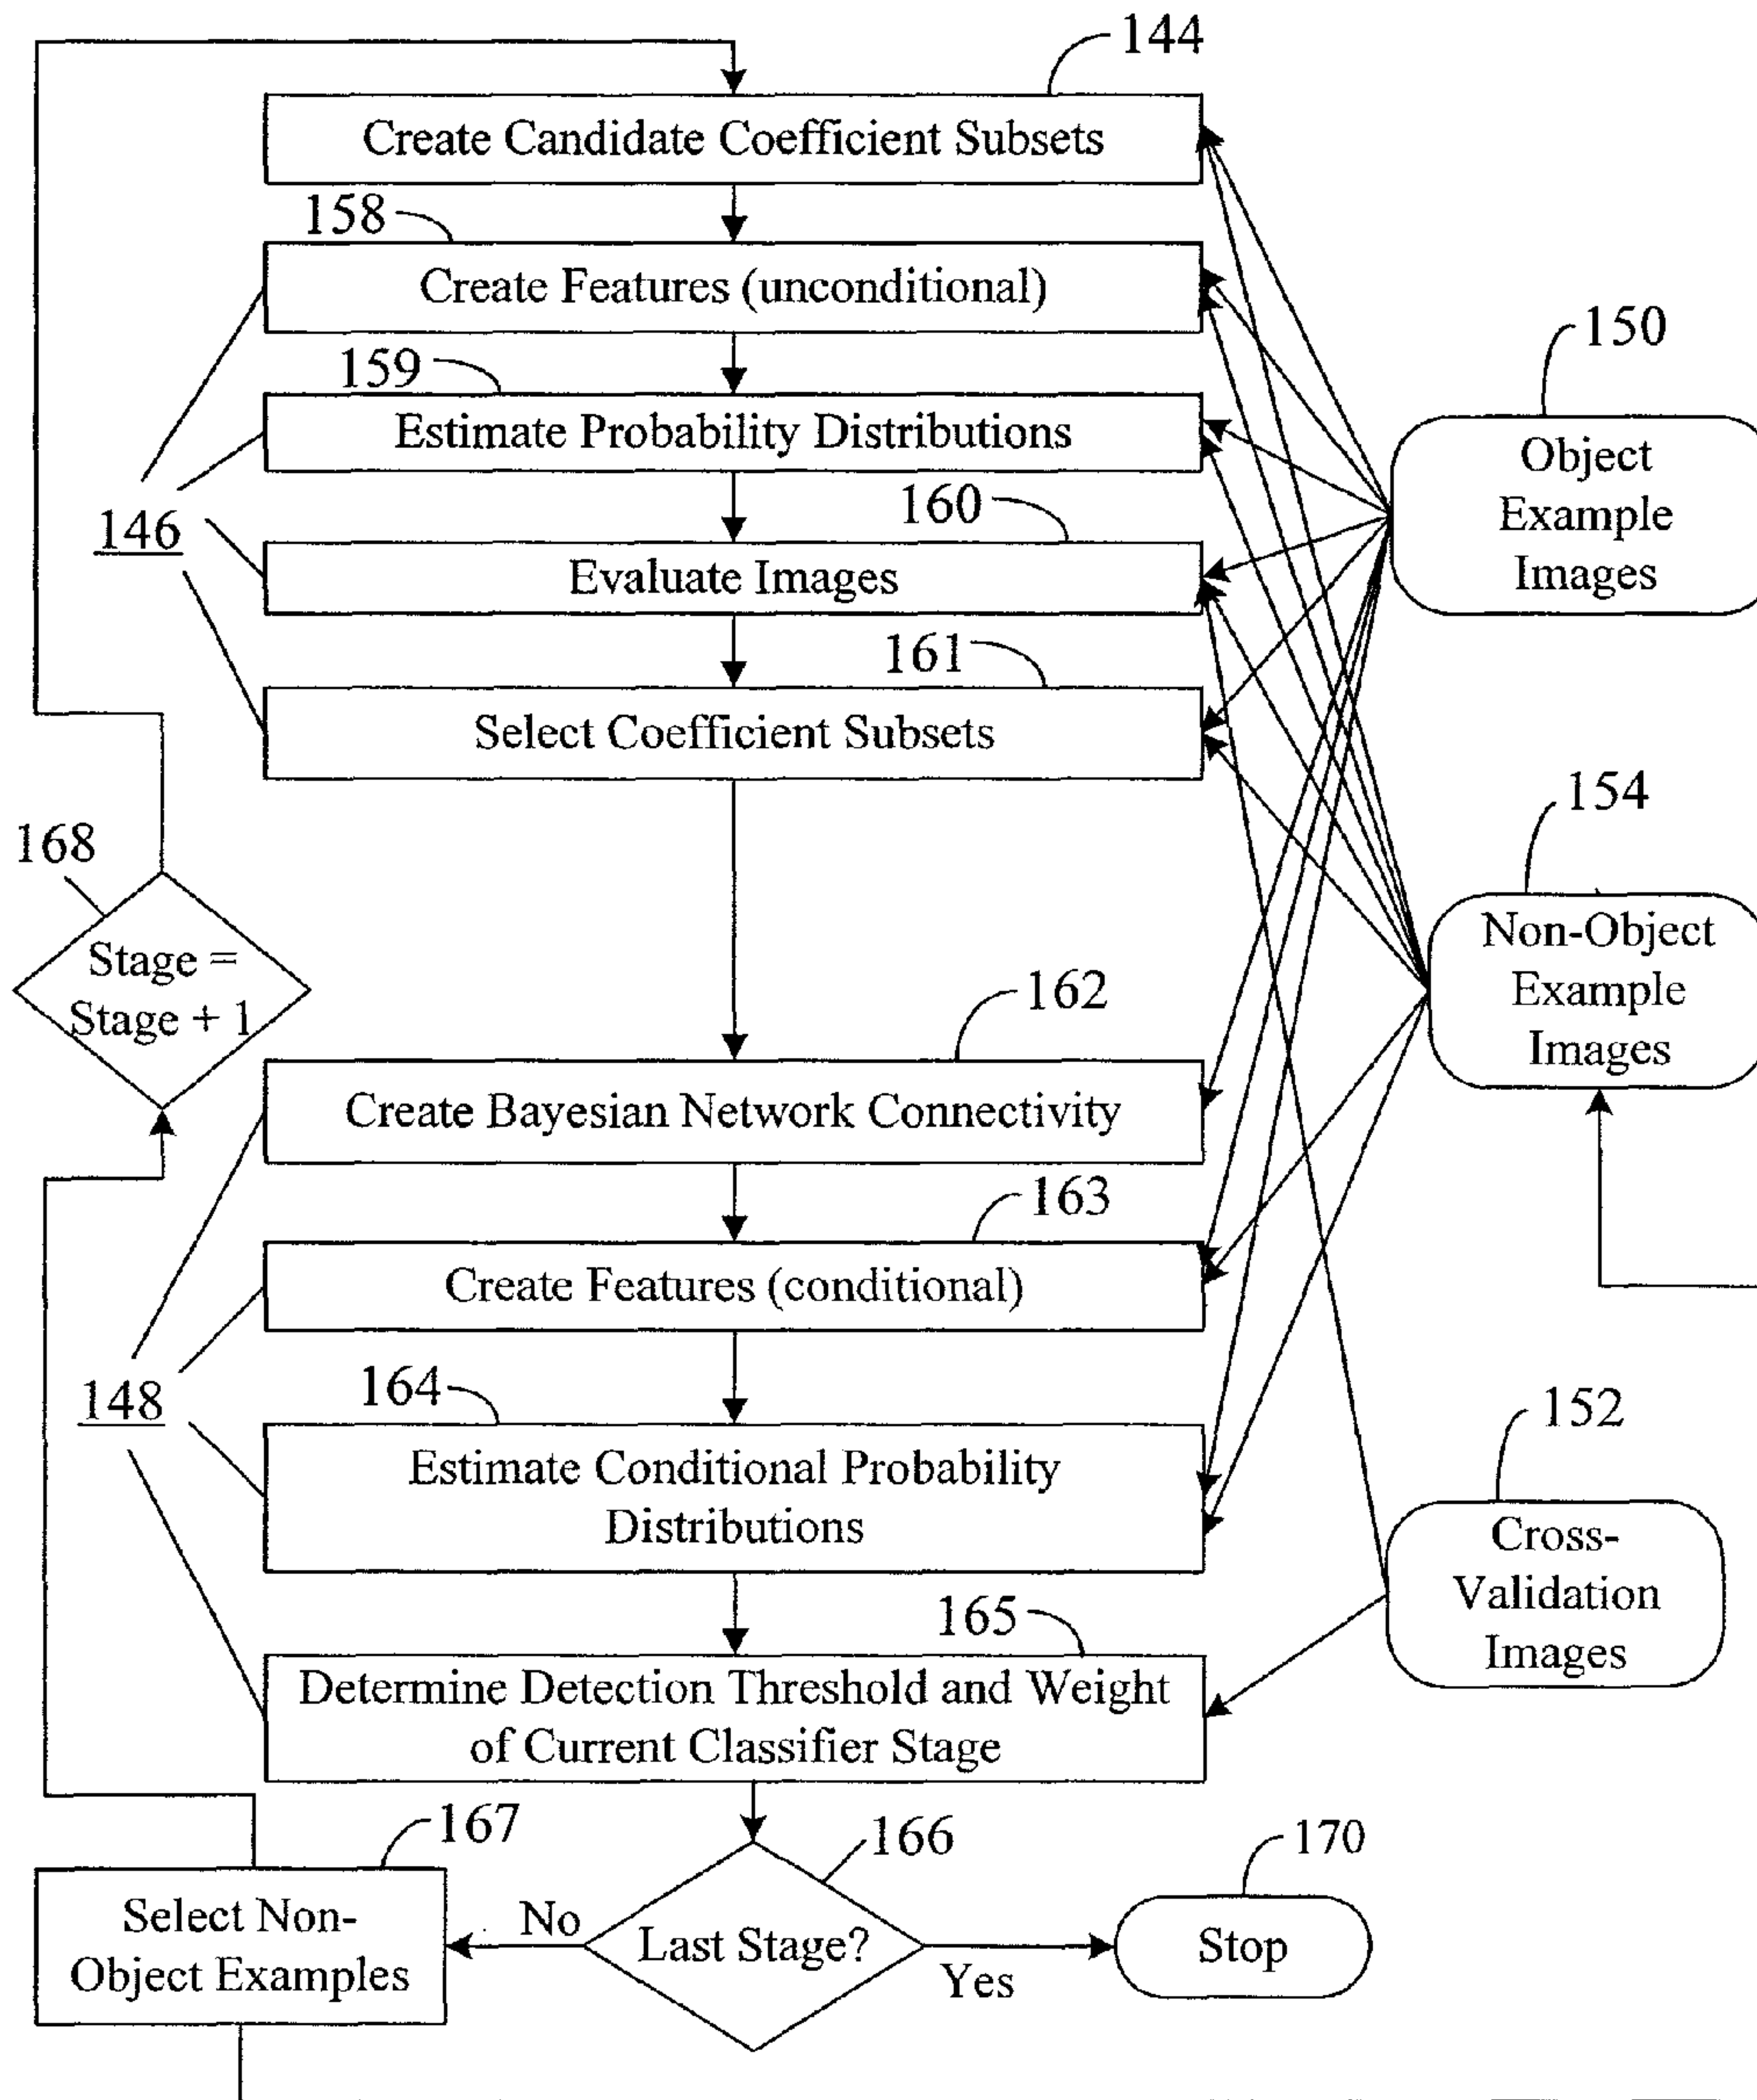 144
Create Candidate Coefficient Subsets
158
Create Features (unconditional)
159
Estimate Probability Distributions
150
Object
Example
Images
160
146
Evaluate Images
161
Select Coefficient Subsets
154
168
Non-Object
Example
Images
Stage =
Stage + 1
162
Create Bayesian Network Connectivity
163
Create Features (conditional)
164
148
152
Estimate Conditional Probability
Distributions
Cross-
Validation
Images
165
Determine Detection Threshold and Weight
of Current Classifier Stage
167
166
170
Select Non-
Object Examples
No
Last Stage?
Yes
Stop